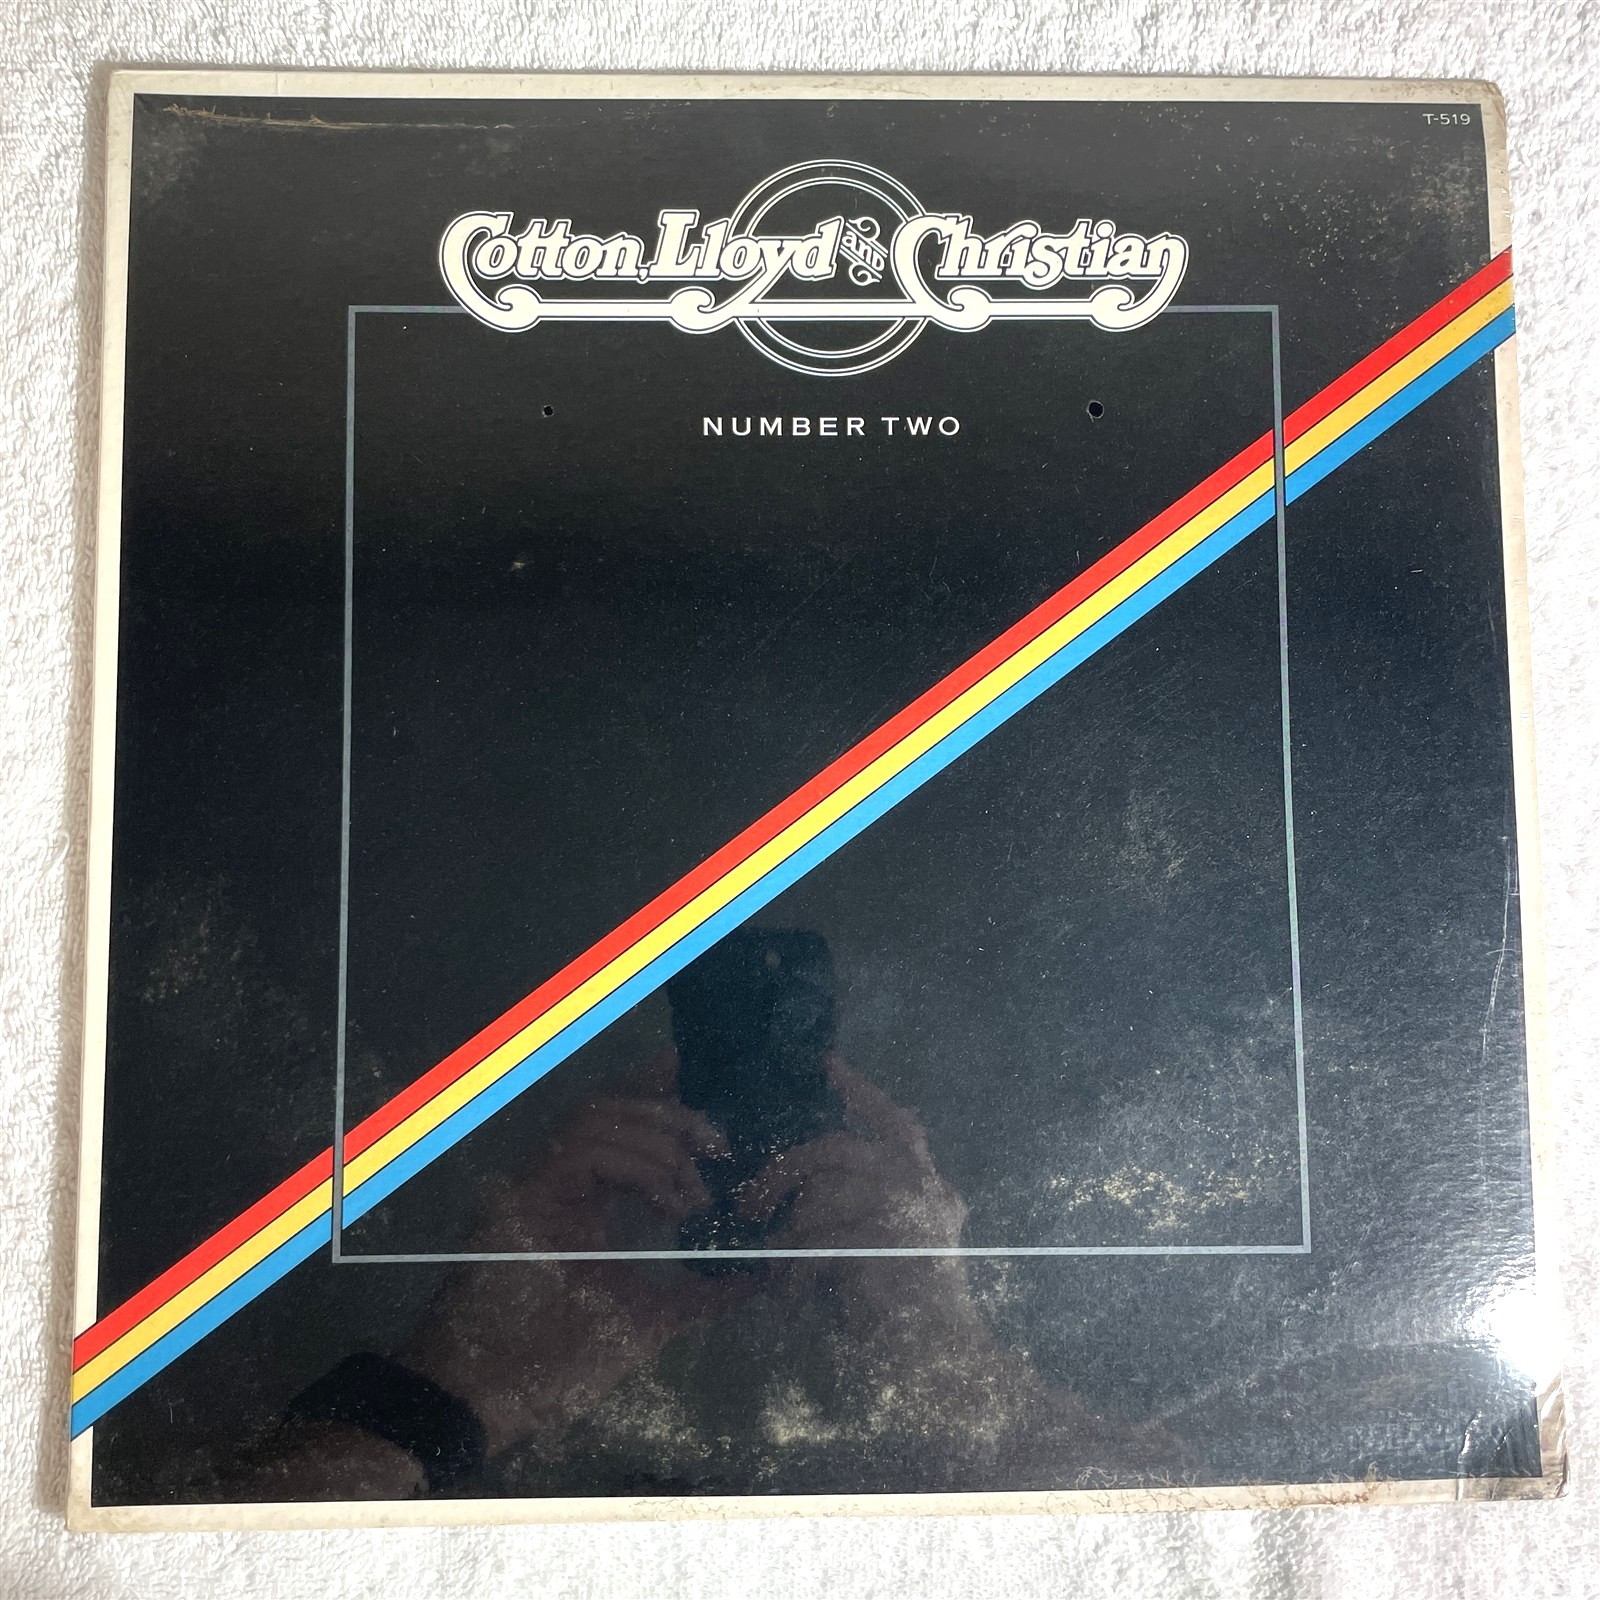 T-519
Cotton, Lloyd and Christian
NUMBER TWO